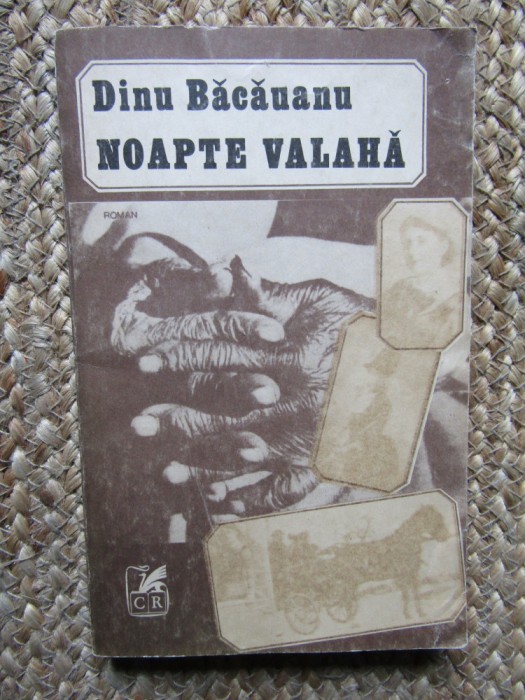 Dinu Băcăuanu
NOAPTE VALAHĂ
ROMAN
CR